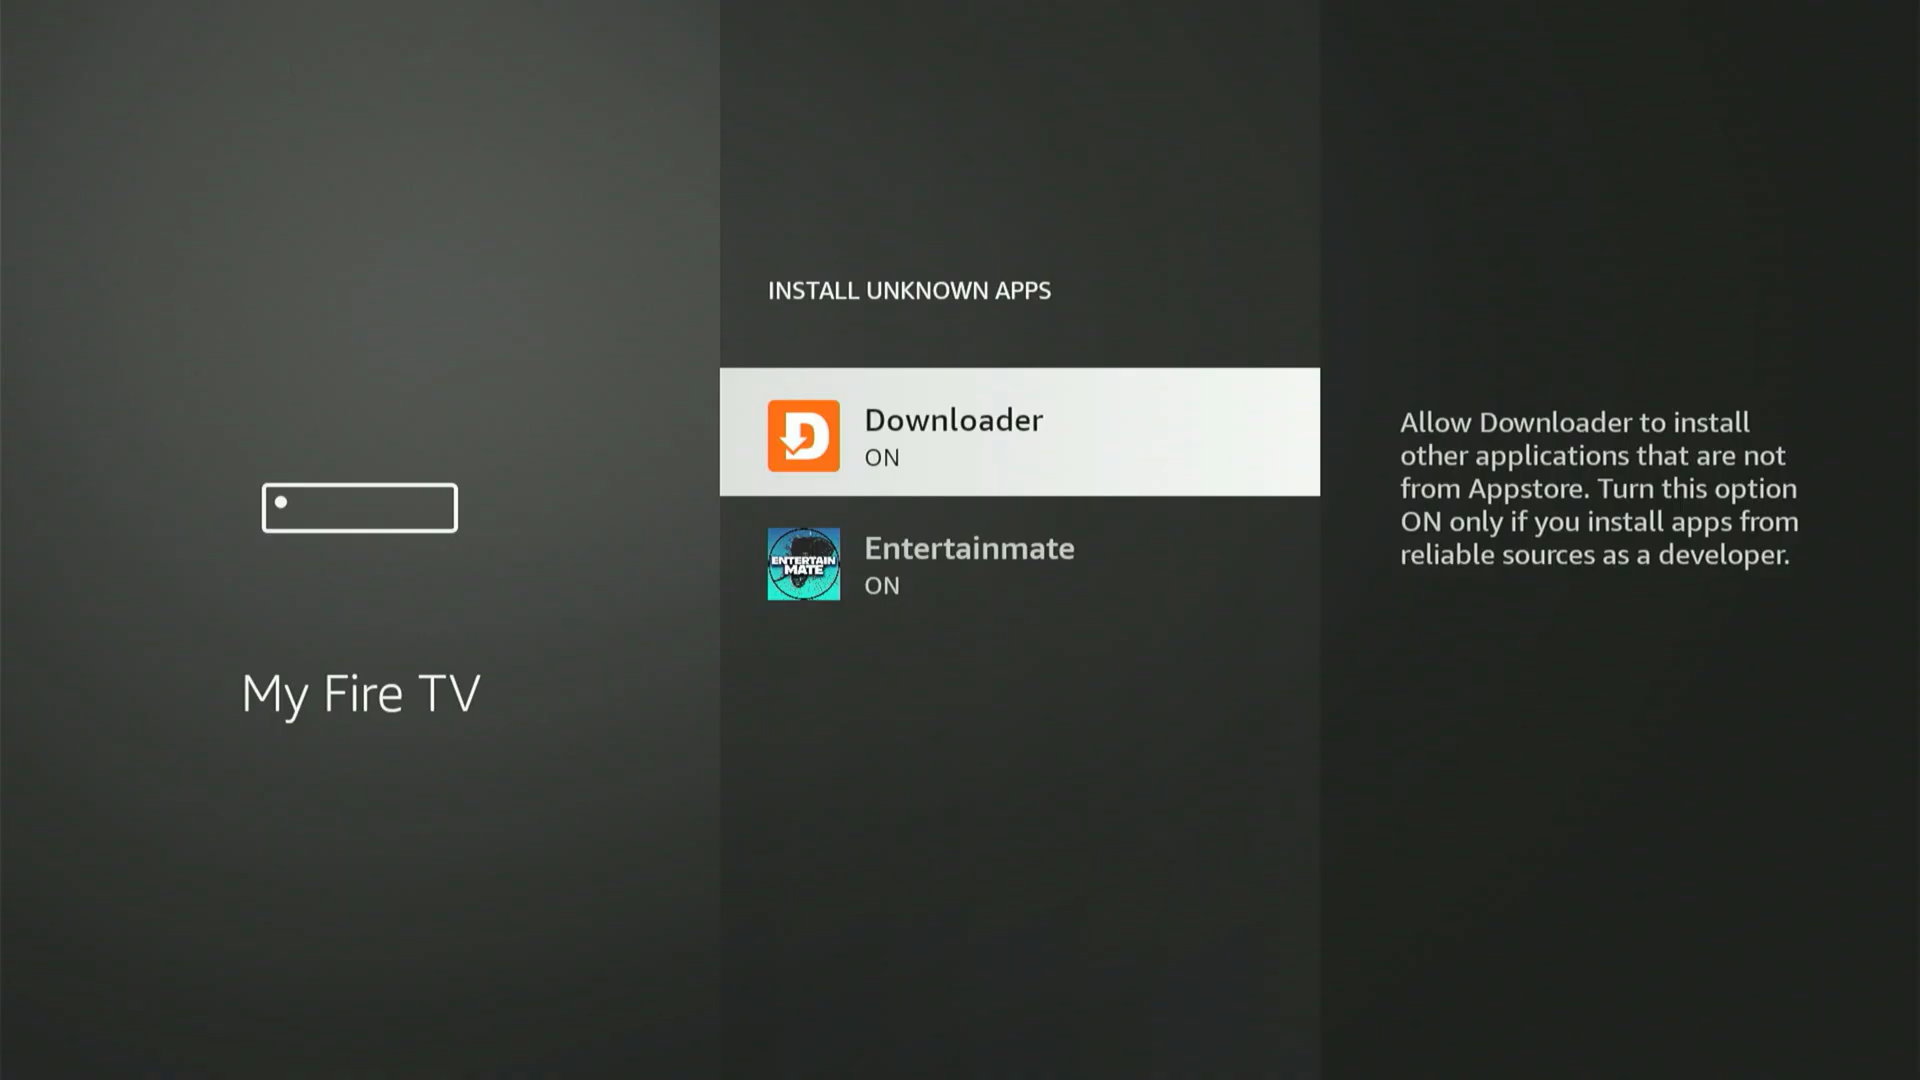 My Fire TV
INSTALL UNKNOWN APPS
D
Downloader
ON
ENTERTAIN
MATE
Entertainmate
ON
Allow Downloader to install
other applications that are not
from Appstore. Turn this option
ON only if you install apps from
reliable sources as a developer.